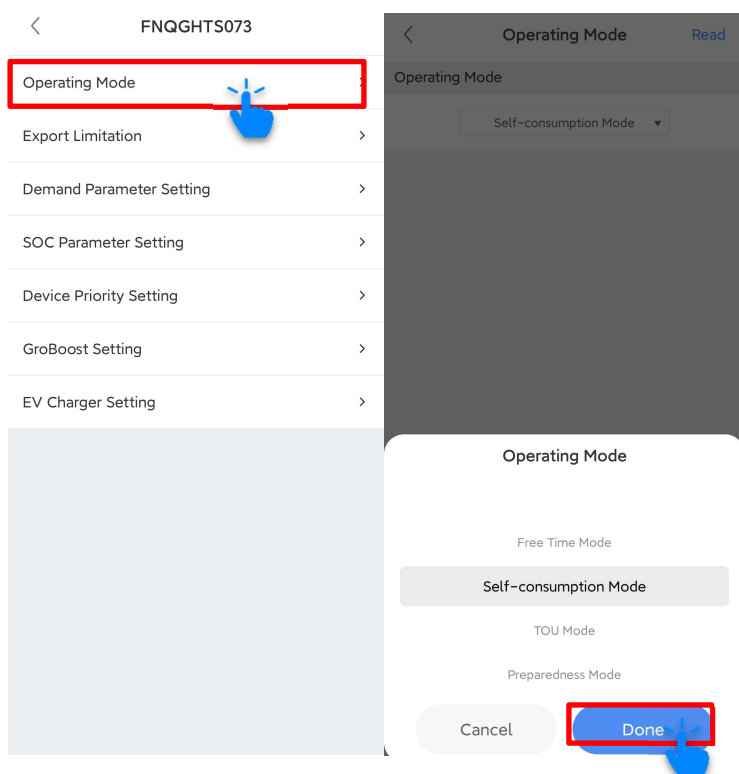 FNQGHTS073
Operating Mode
Export Limitation
Demand Parameter Setting
SOC Parameter Setting
Device Priority Setting
GroBoost Setting
EV Charger Setting
Operating Mode Read
Operating Mode
Self-consumption Mode
Operating Mode
Free Time Mode
Self-consumption Mode
TOU Mode
Preparedness Mode
Cancel Done